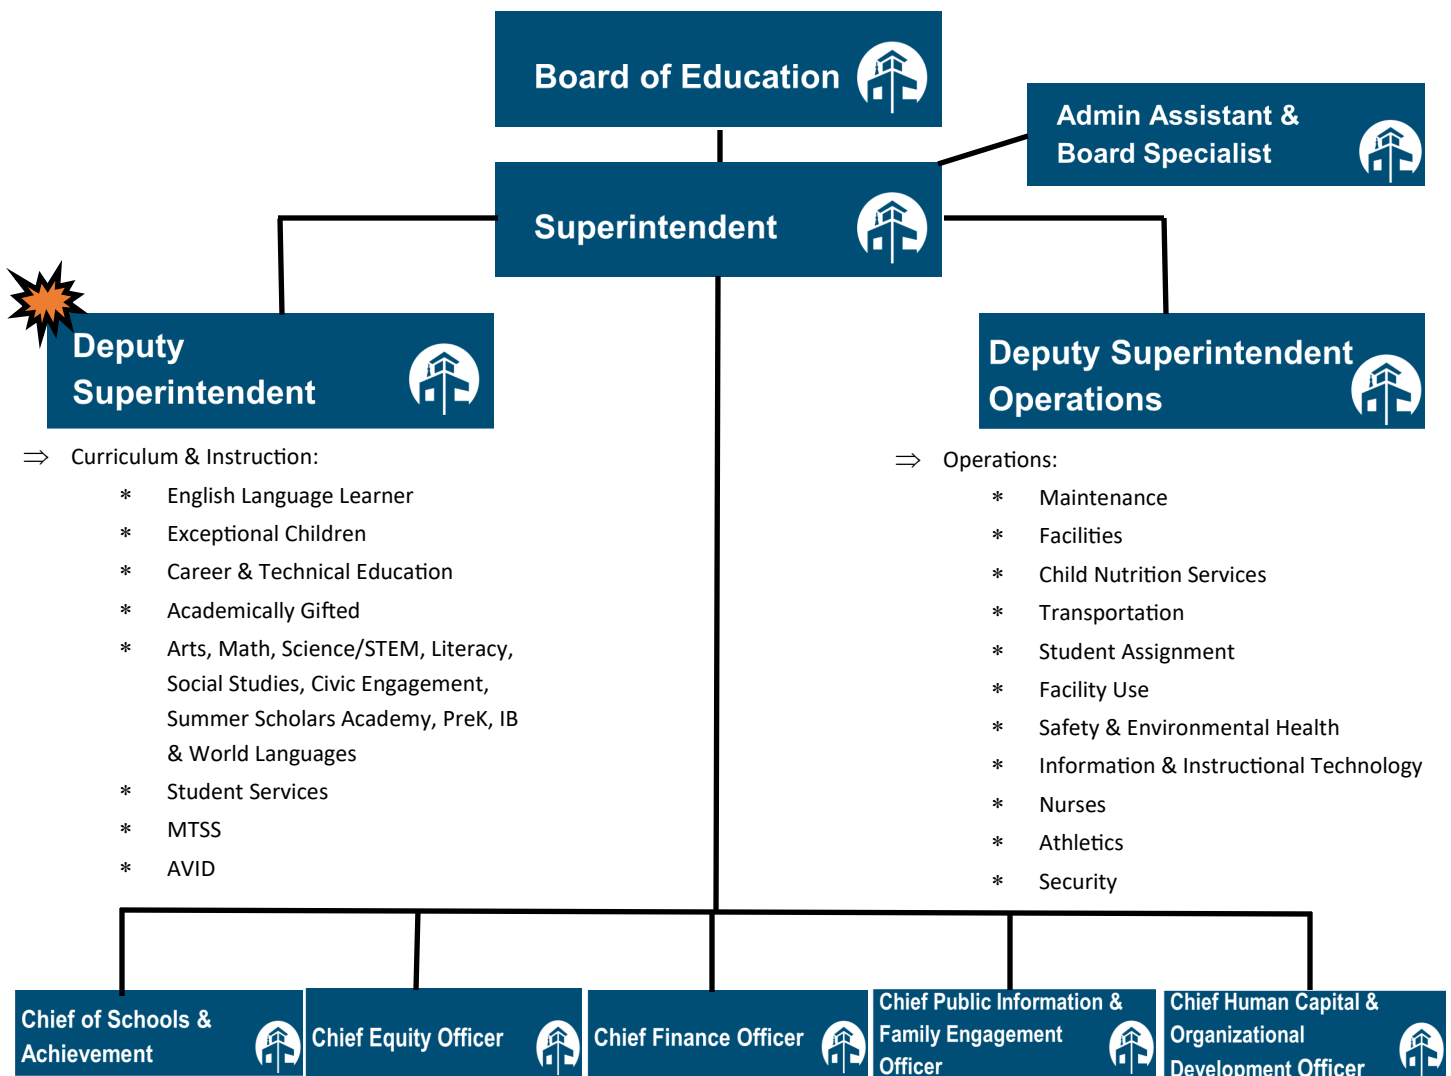 Board of Education
Admin Assistant &
Board Specialist
Superintendent
Deputy
Superintendent
Deputy Superintendent
Operations
⇒ Curriculum & Instruction:
* English Language Learner
* Exceptional Children
* Career & Technical Education
* Academically Gifted
* Arts, Math, Science/STEM, Literacy,
Social Studies, Civic Engagement,
Summer Scholars Academy, PreK, IB
& World Languages
* Student Services
* MTSS
* AVID
⇒ Operations:
* Maintenance
* Facilities
* Child Nutrition Services
* Transportation
* Student Assignment
* Facility Use
* Safety & Environmental Health
* Information & Instructional Technology
* Nurses
* Athletics
* Security
Chief of Schools &
Achievement
Chief Equity Officer
Chief Finance Officer
Chief Public Information &
Family Engagement
Officer
Chief Human Capital &
Organizational
Development Officer